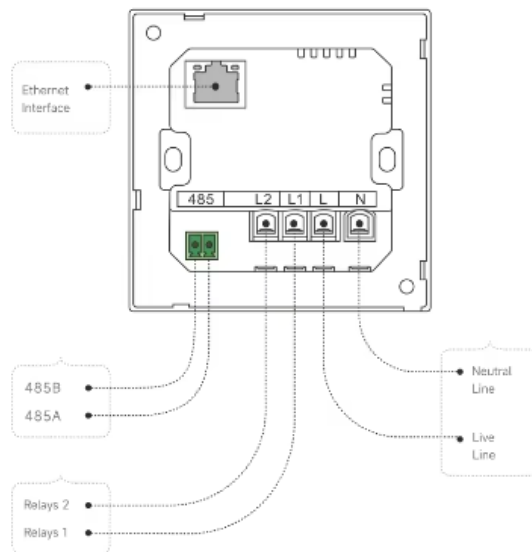 Ethernet
Interface
485 L2 L1 L N
485B
485A
Neutral
Line
Live
Line
Relays 2
Relays 1